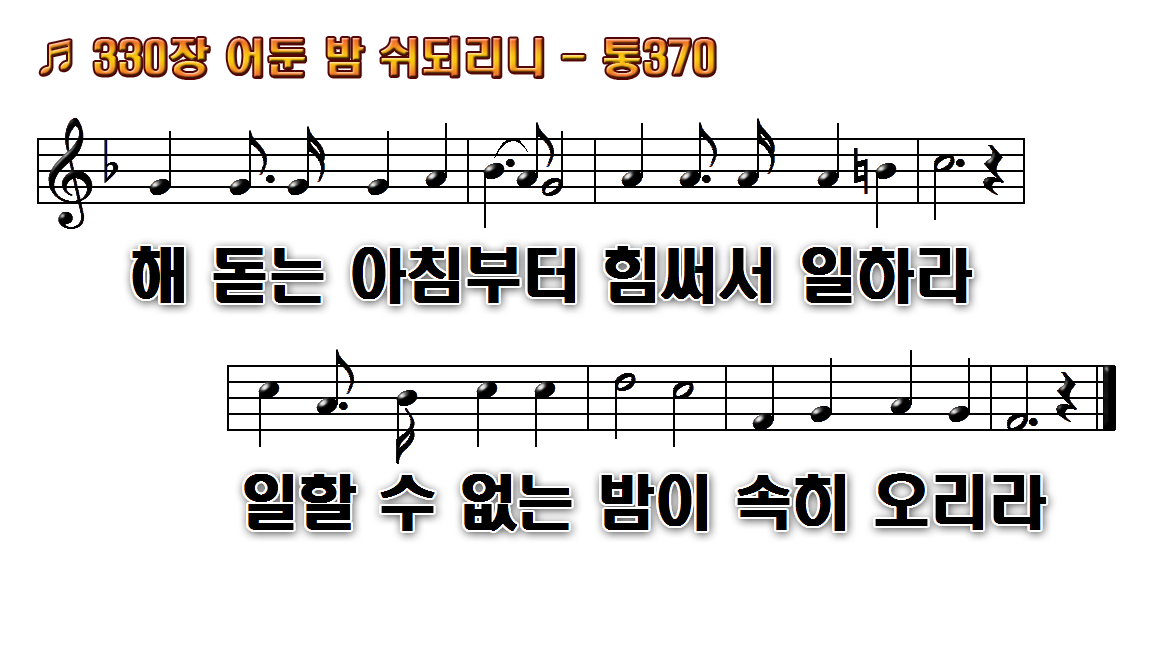 330장 어둔 밤 쉬되리니 - 통370
해 돋는 아침부터 힘써서 일하라
일할 수 없는 밤이 속히 오리라